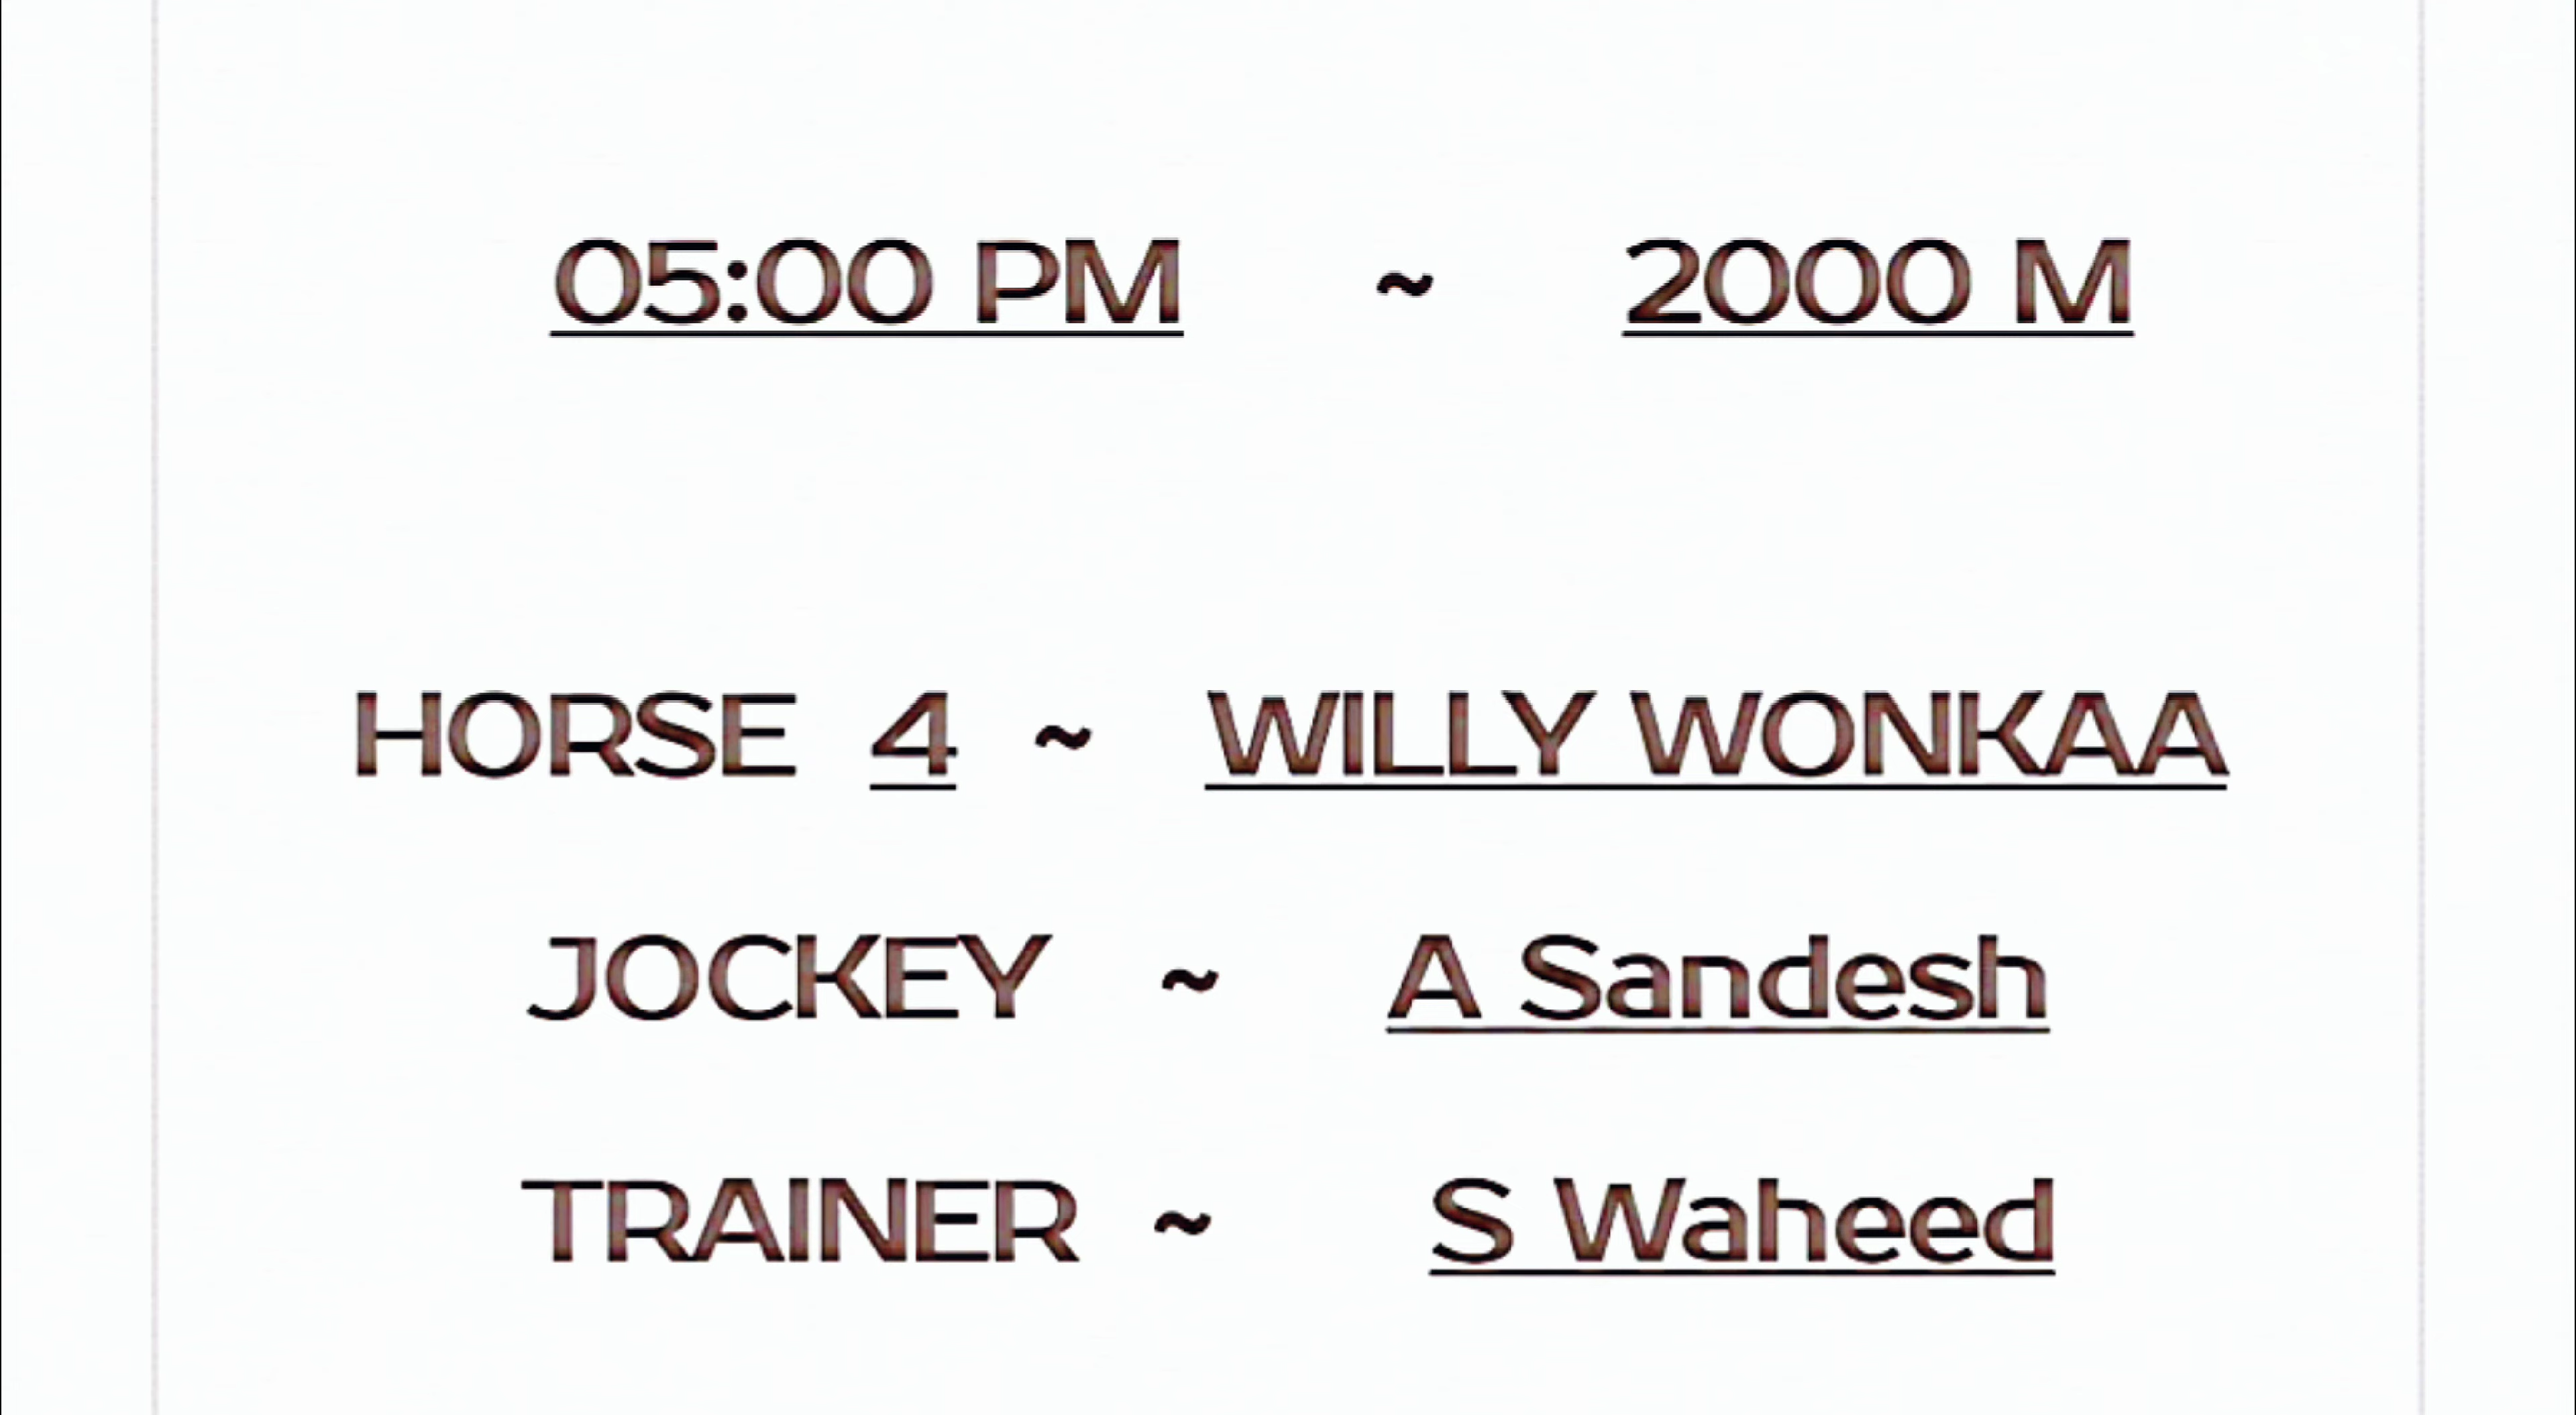 05:00 PM ~ 2000 M
HORSE 4 ~ WILLY WONKAA
JOCKEY ~ A Sandesh
TRAINER ~ S Waheed